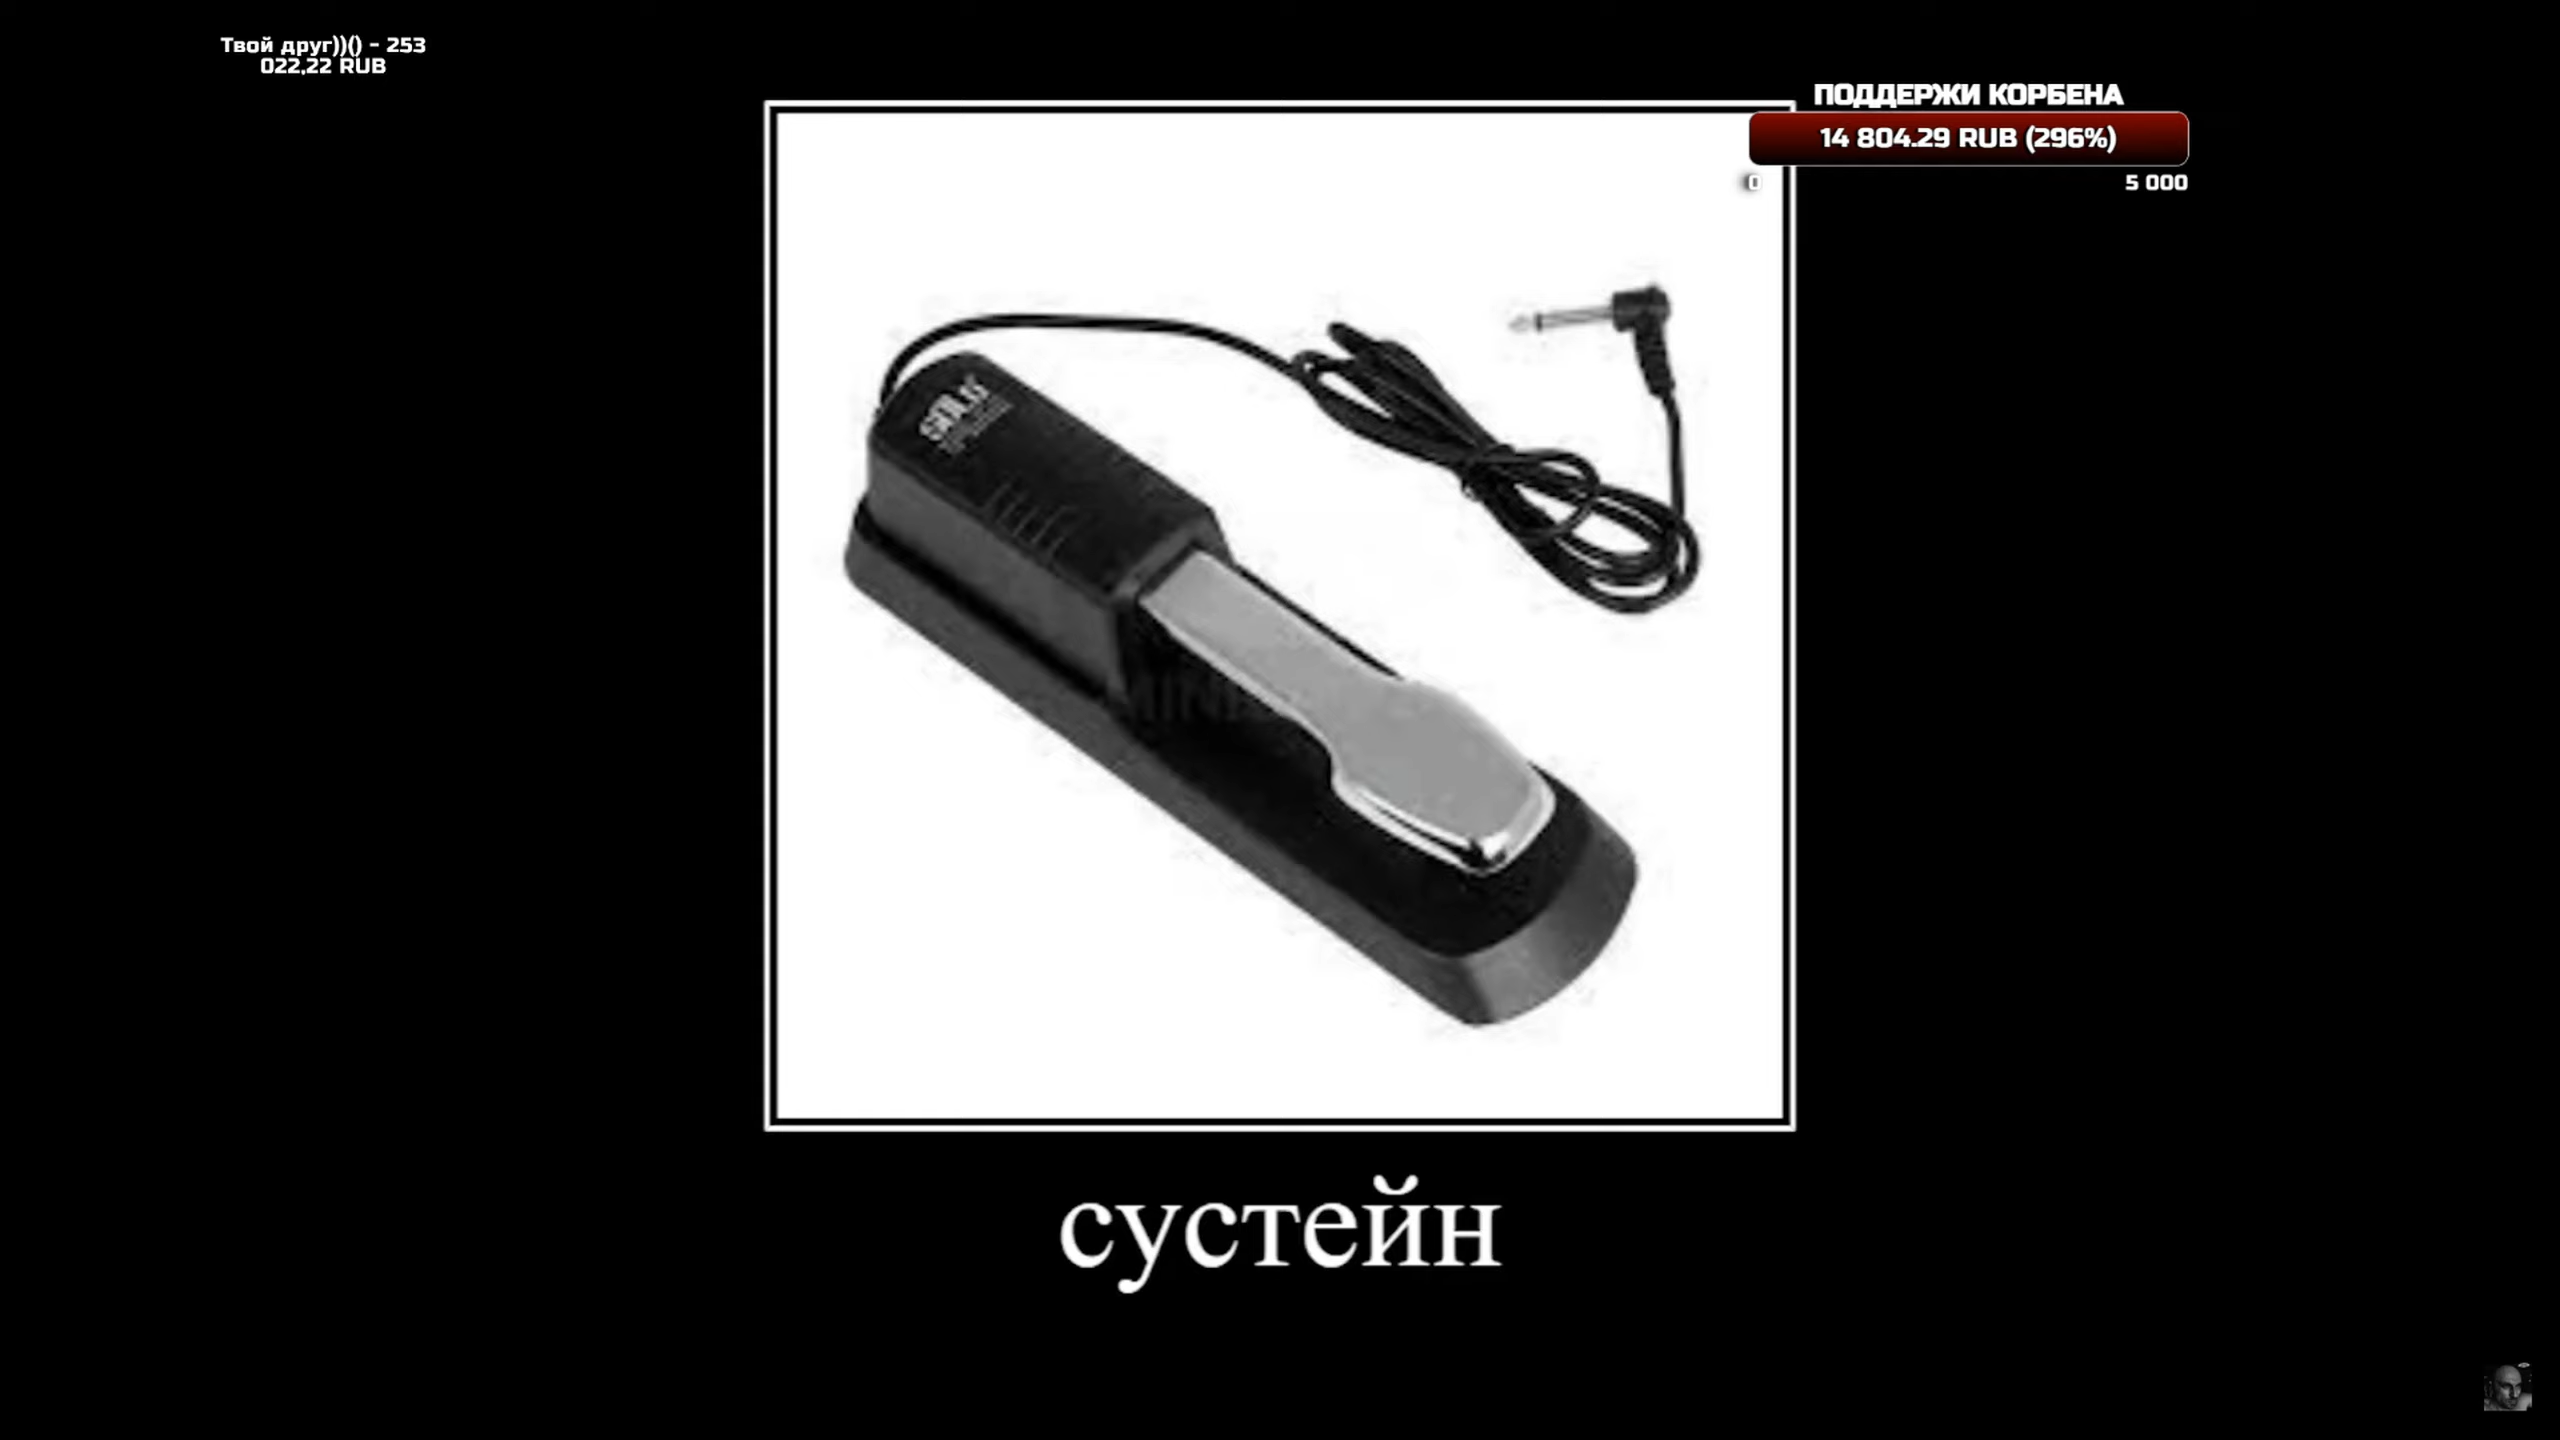 Твой друг))() - 253
022,22 RUB
ПОДДЕРЖИ КОРБЕНА
14 804.29 RUB (296%)
0
5 000
сустейн